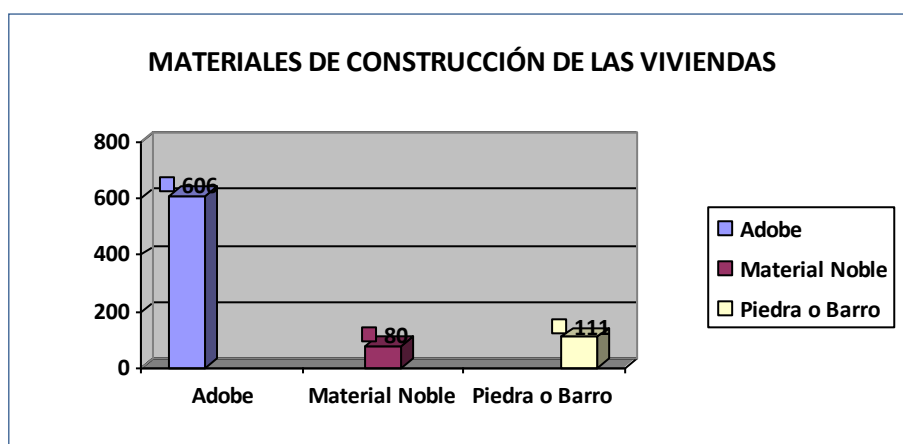 MATERIALES DE CONSTRUCCIÓN DE LAS VIVIENDAS
800
600
400
200
0
606
80
111
Adobe
Material Noble
Piedra o Barro
Adobe
Material Noble
Piedra o Barro